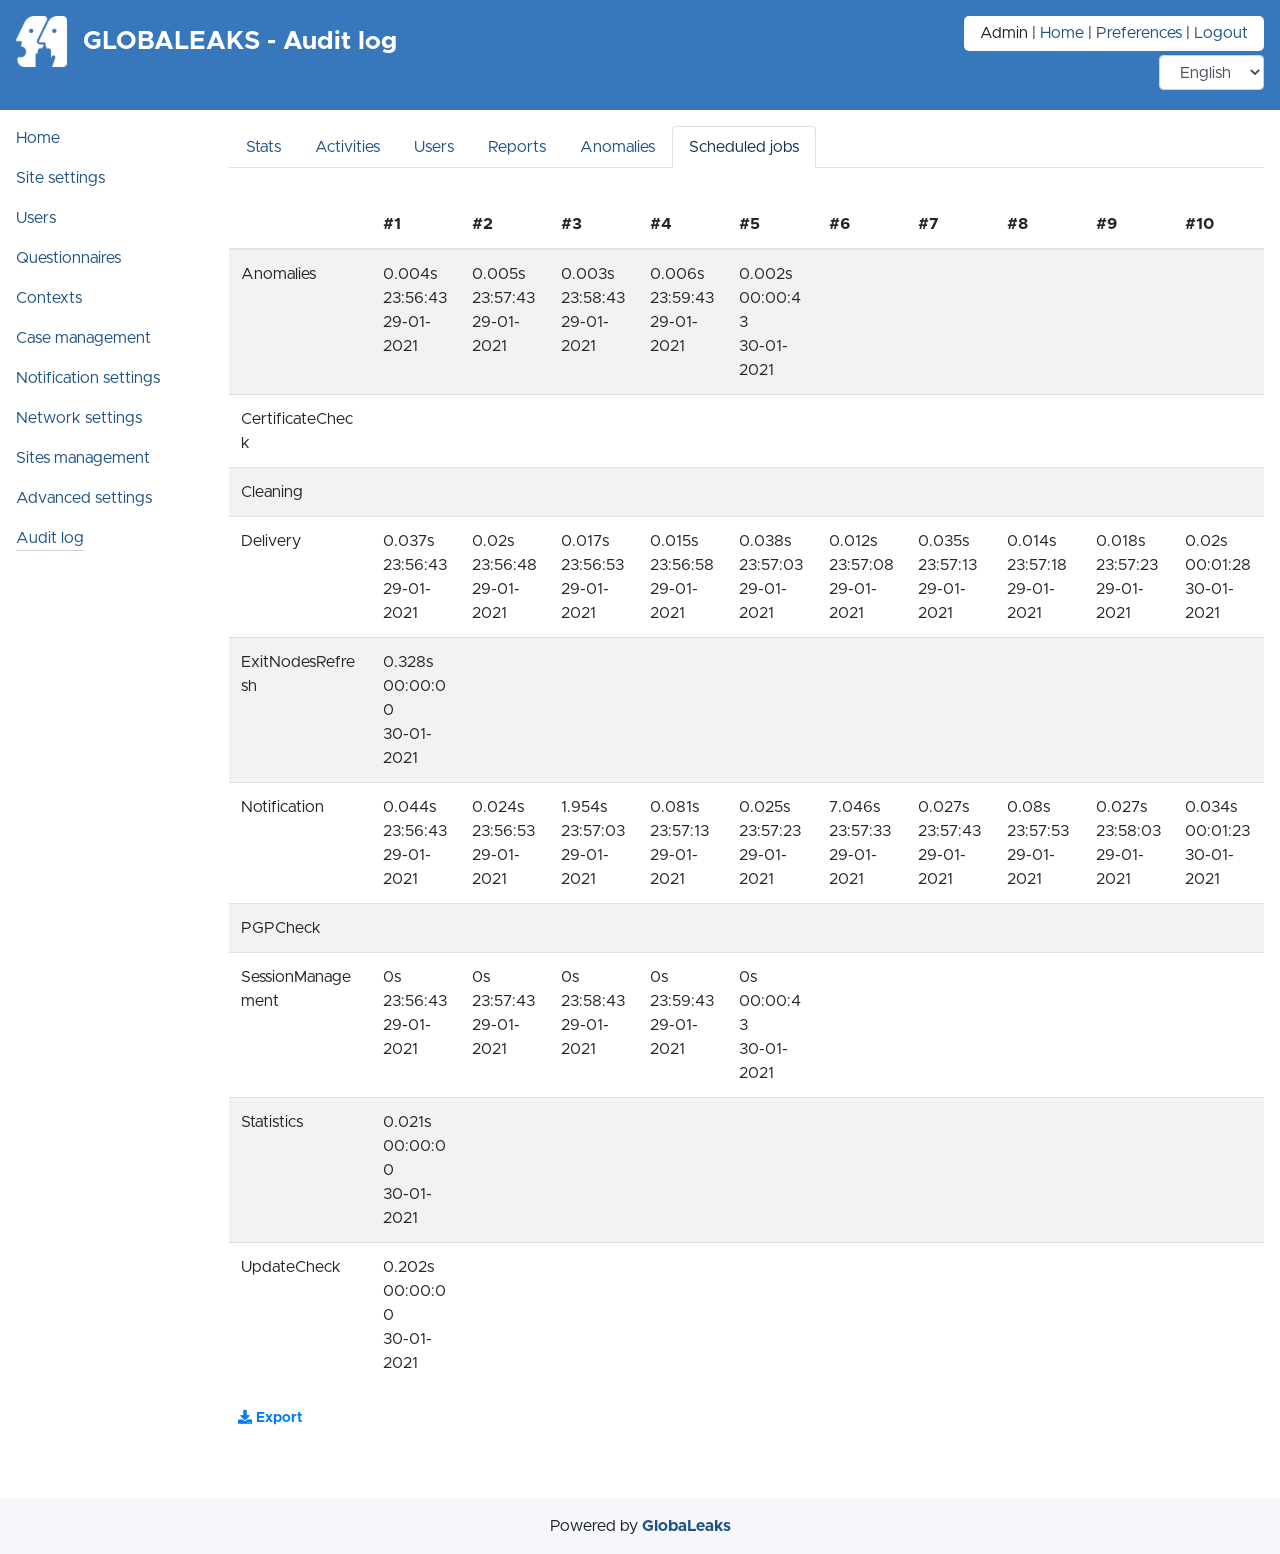 GLOBALEAKS - Audit log
Admin | Home | Preferences | Logout
English
Home
Site settings
Users
Questionnaires
Contexts
Case management
Notification settings
Network settings
Sites management
Advanced settings
Audit log
Stats Activities Users Reports Anomalies Scheduled jobs
#1 #2 #3 #4 #5 #6 #7 #8 #9 #10
Anomalies 0.004s 0.005s 0.003s 0.006s 0.002s
23:56:43 23:57:43 23:58:43 23:59:43 00:00:4
29-01- 29-01- 29-01- 29-01- 3
2021 2021 2021 2021 30-01-
2021
CertificateChec
k
Cleaning
Delivery 0.037s 0.02s 0.017s 0.015s 0.038s 0.012s 0.035s 0.014s 0.018s 0.02s
23:56:43 23:56:48 23:56:53 23:56:58 23:57:03 23:57:08 23:57:13 23:57:18 23:57:23 00:01:28
29-01- 29-01- 29-01- 29-01- 29-01- 29-01- 29-01- 29-01- 29-01- 30-01-
2021 2021 2021 2021 2021 2021 2021 2021 2021 2021
ExitNodesRefre 0.328s
sh 00:00:0
0
30-01-
2021
Notification 0.044s 0.024s 1.954s 0.081s 0.025s 7.046s 0.027s 0.08s 0.027s 0.034s
23:56:43 23:56:53 23:57:03 23:57:13 23:57:23 23:57:33 23:57:43 23:57:53 23:58:03 00:01:23
29-01- 29-01- 29-01- 29-01- 29-01- 29-01- 29-01- 29-01- 29-01- 30-01-
2021 2021 2021 2021 2021 2021 2021 2021 2021 2021
PGPCheck
SessionManage 0s 0s 0s 0s 0s
ment 23:56:43 23:57:43 23:58:43 23:59:43 00:00:4
29-01- 29-01- 29-01- 29-01- 3
2021 2021 2021 2021 30-01-
2021
Statistics 0.021s
00:00:0
0
30-01-
2021
UpdateCheck 0.202s
00:00:0
0
30-01-
2021
Export
Powered by GlobaLeaks